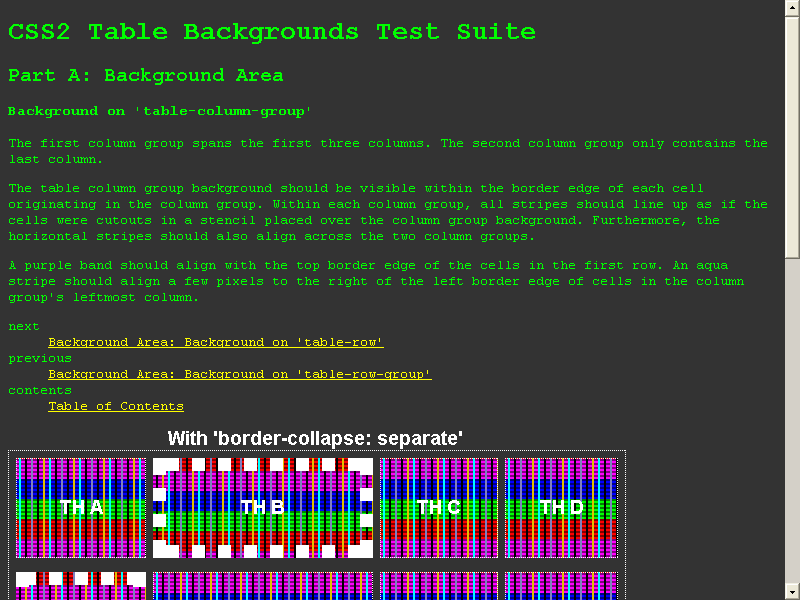 CSS2 Table Backgrounds Test Suite
Part A: Background Area
Background on 'table-column-group'
The first column group spans the first three columns. The second column group only contains the
last column.
The table column group background should be visible within the border edge of each cell
originating in the column group. Within each column group, all stripes should line up as if the
cells were cutouts in a stencil placed over the column group background. Furthermore, the
horizontal stripes should also align across the two column groups.
A purple band should align with the top border edge of the cells in the first row. An aqua
stripe should align a few pixels to the right of the left border edge of cells in the column
group's leftmost column.
next
Background Area: Background on 'table-row'
previous
Background Area: Background on 'table-row-group'
contents
Table of Contents
With 'border-collapse: separate'
TH A TH B TH C TH D